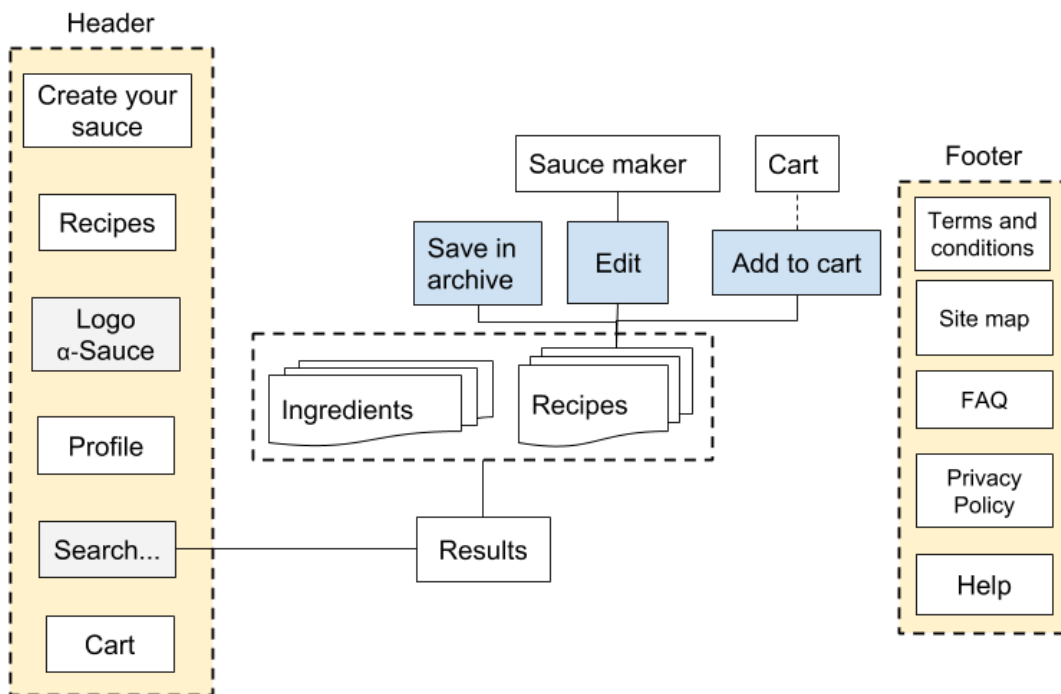 Header
Create your
sauce
Recipes
Logo
α-Sauce
Profile
Search...
Cart
Sauce maker
Cart
Save in
archive
Edit
Add to cart
Ingredients
Recipes
Results
Footer
Terms and
conditions
Site map
FAQ
Privacy
Policy
Help